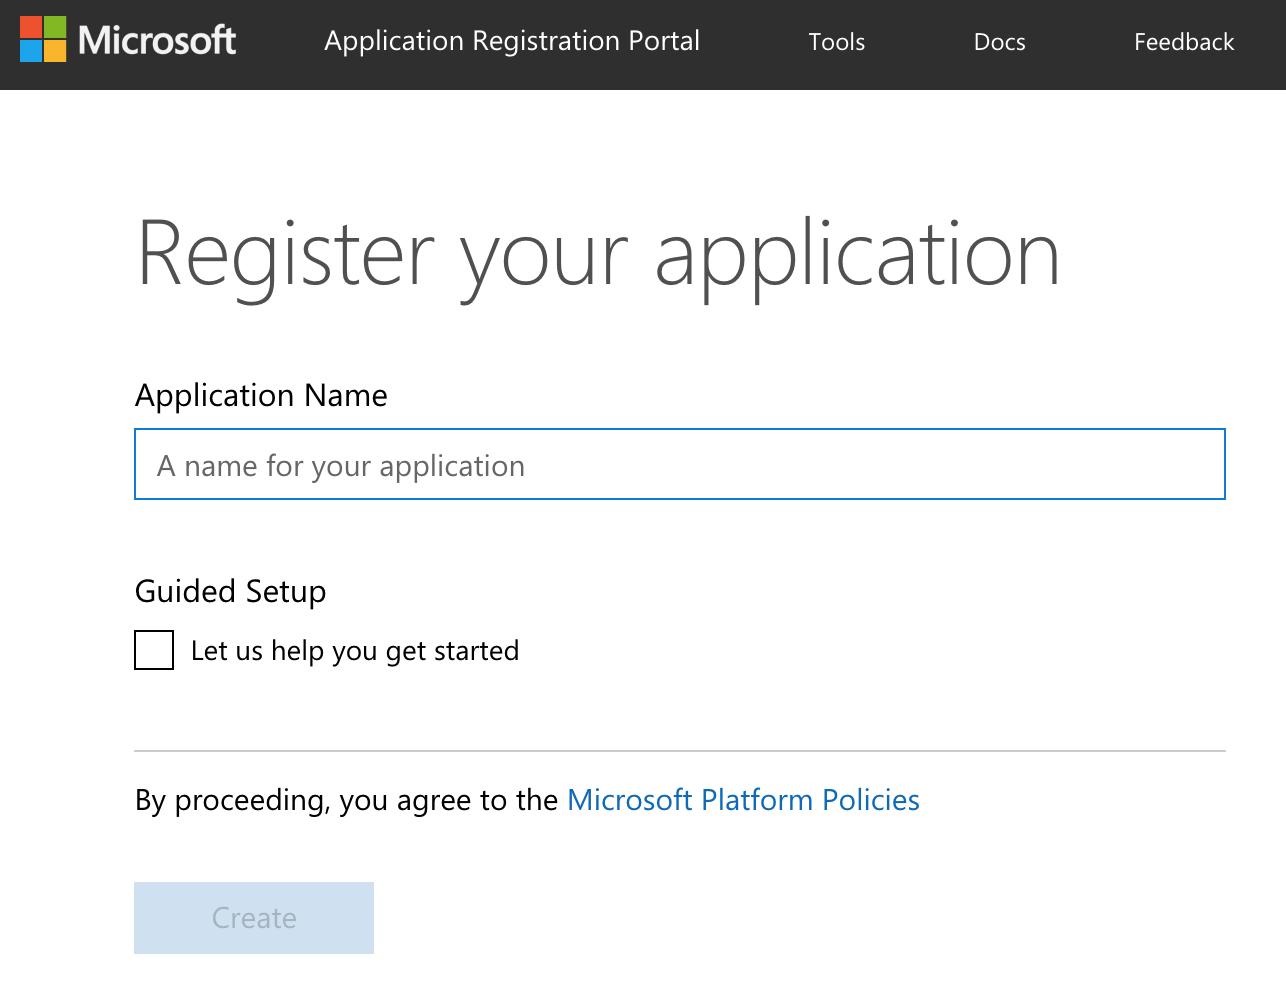 Microsoft
Application Registration Portal
Tools
Docs
Feedback
Register your application
Application Name
A name for your application
Guided Setup
Let us help you get started
By proceeding, you agree to the Microsoft Platform Policies
Create